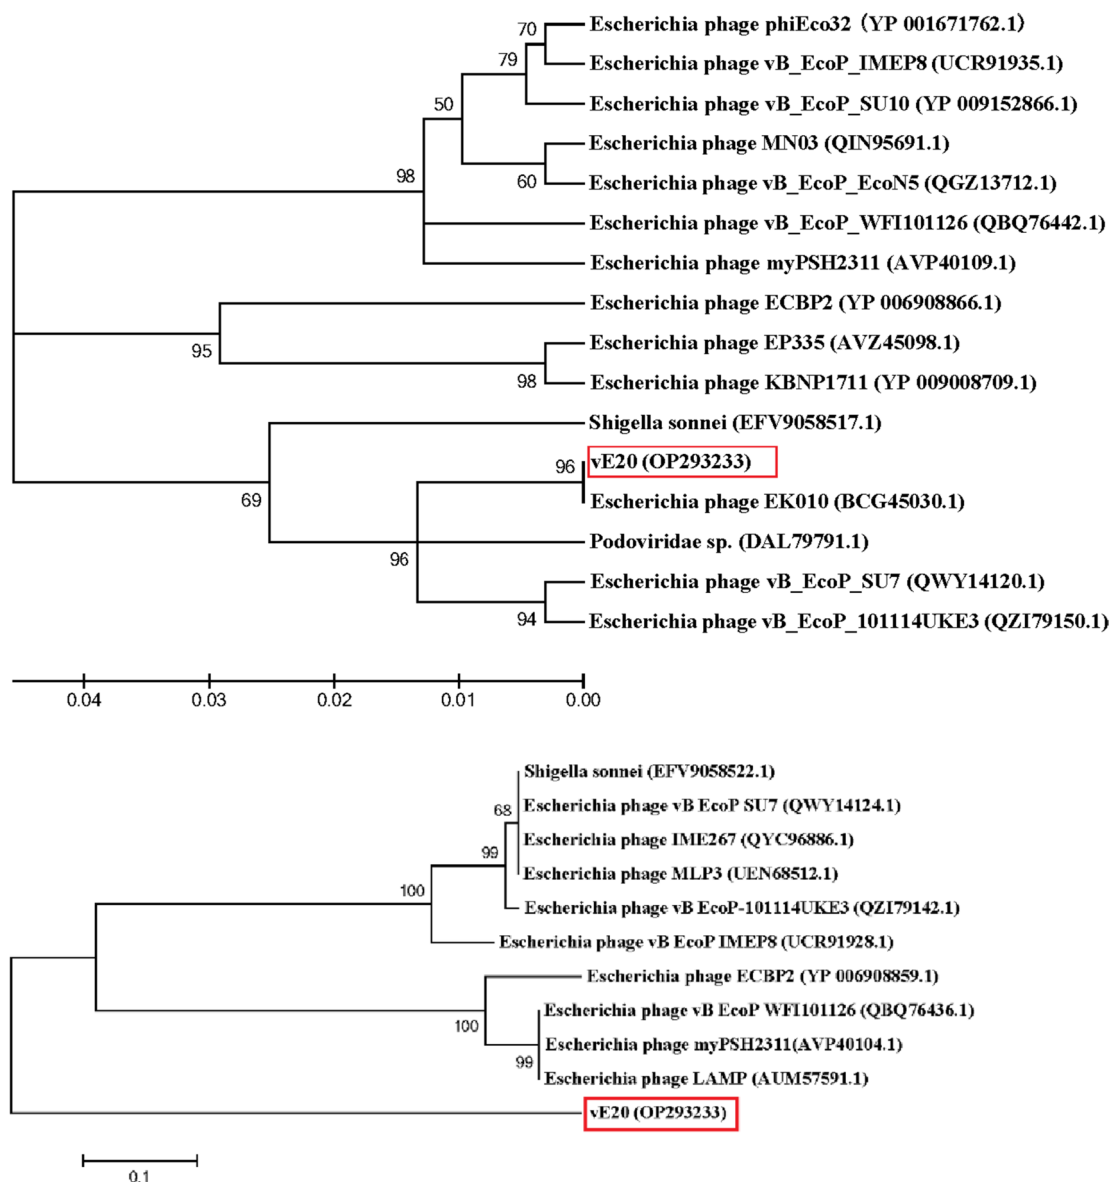 Escherichia phage phiEco32 (YP 001671762.1)
70
Escherichia phage vB_EcoP_IMEP8 (UCR91935.1)
79
Escherichia phage vB_EcoP_SU10 (YP 009152866.1)
50
Escherichia phage MN03 (QIN95691.1)
98
60
Escherichia phage vB_EcoP_EcoN5 (QGZ13712.1)
Escherichia phage vB_EcoP_WFI101126 (QBQ76442.1)
Escherichia phage myPSH2311 (AVP40109.1)
Escherichia phage ECBP2 (YP 006908866.1)
95
Escherichia phage EP335 (AVZ45098.1)
98
Escherichia phage KBNP1711 (YP 009008709.1)
Shigella sonnei (EFV9058517.1)
96
vE20 (OP293233)
69
Escherichia phage EK010 (BCG45030.1)
Podoviridae sp. (DAL79791.1)
96
Escherichia phage vB_EcoP_SU7 (QWY14120.1)
94
Escherichia phage vB_EcoP_101114UKE3 (QZI79150.1)
0.04 0.03 0.02 0.01 0.00
Shigella sonnei (EFV9058522.1)
68
Escherichia phage vB EcoP SU7 (QWY14124.1)
Escherichia phage IME267 (QYC96886.1)
99
Escherichia phage MLP3 (UEN68512.1)
100
Escherichia phage vB EcoP-101114UKE3 (QZI79142.1)
Escherichia phage vB EcoP IMEP8 (UCR91928.1)
Escherichia phage ECBP2 (YP 006908859.1)
Escherichia phage vB EcoP WFI101126 (QBQ76436.1)
100
Escherichia phage myPSH2311(AVP40104.1)
99
Escherichia phage LAMP (AUM57591.1)
vE20 (OP293233)
0.1